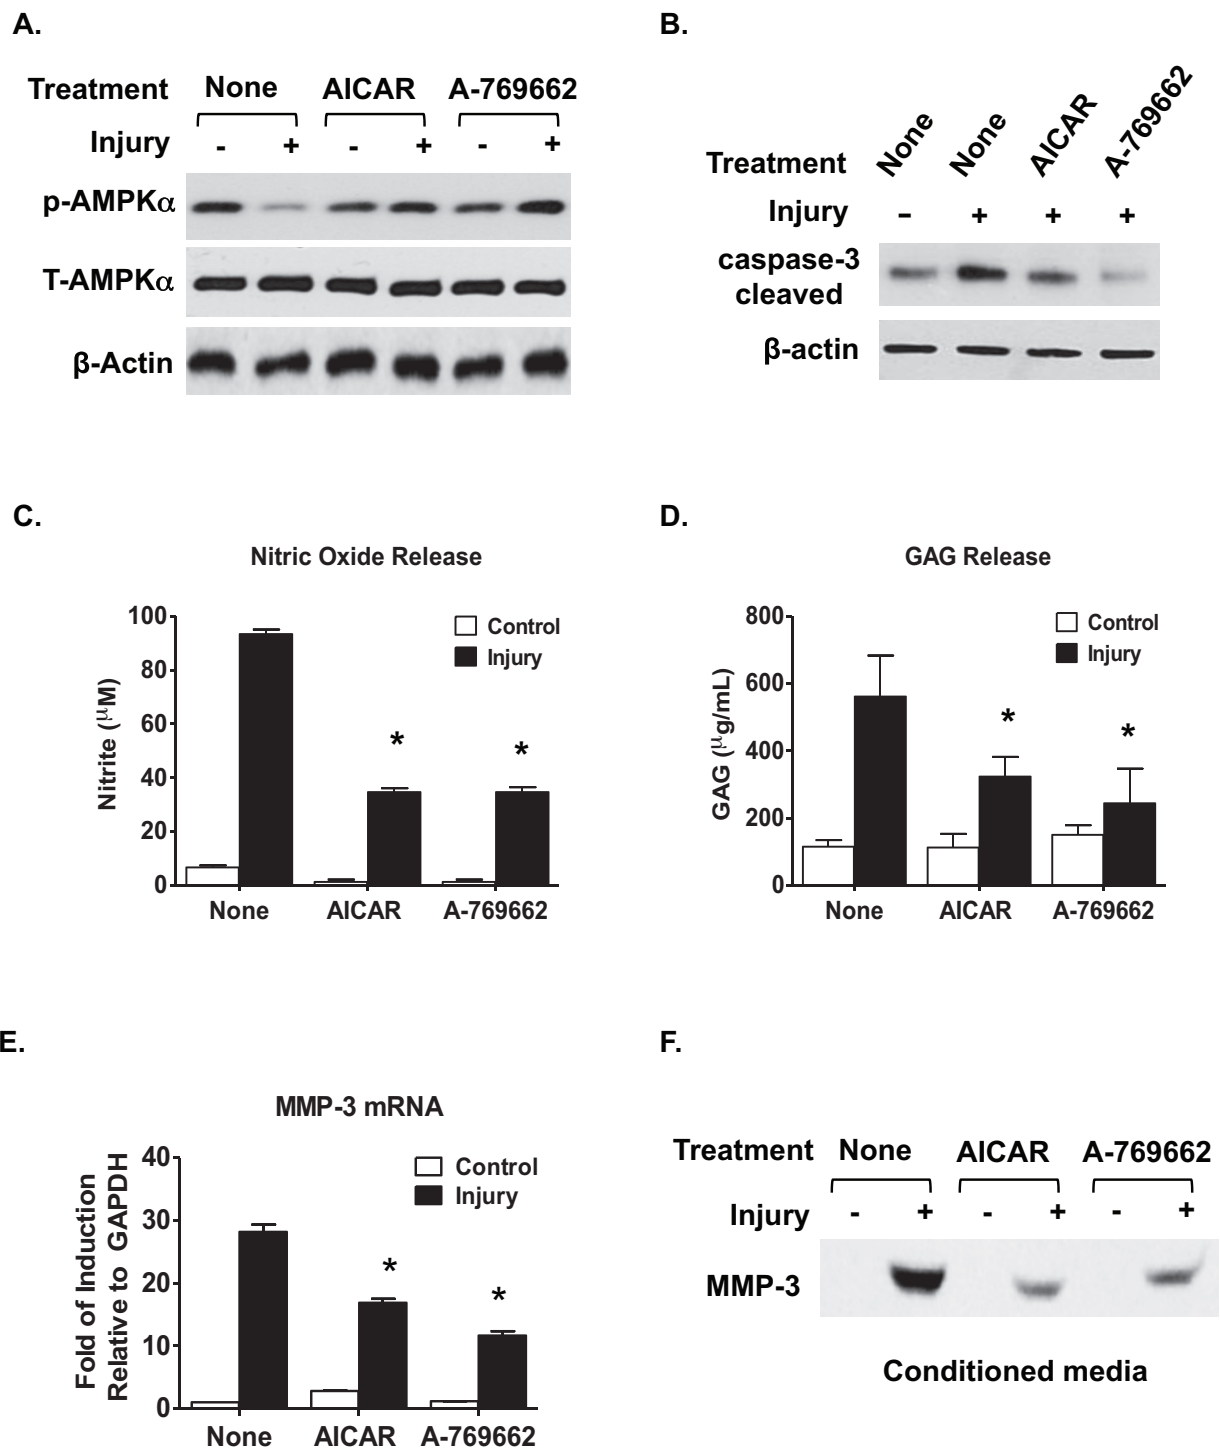 A.
Treatment None AICAR A-769662
Injury - + - + - +
p-AMPKα
T-AMPKα
β-Actin
B.
Treatment None None AICAR A-769662
Injury - + + +
caspase-3
cleaved
β-actin
C.
Nitric Oxide Release
Nitrite (μM)
100
80
60
40
20
0
Control
Injury
*
*
None AICAR A-769662
D.
GAG Release
GAG (μg/mL)
800
600
400
200
0
Control
Injury
*
*
None AICAR A-769662
E.
MMP-3 mRNA
Fold of Induction
Relative to GAPDH
40
30
20
10
0
Control
Injury
*
*
None AICAR A-769662
F.
Treatment None AICAR A-769662
Injury - + - + - +
MMP-3
Conditioned media